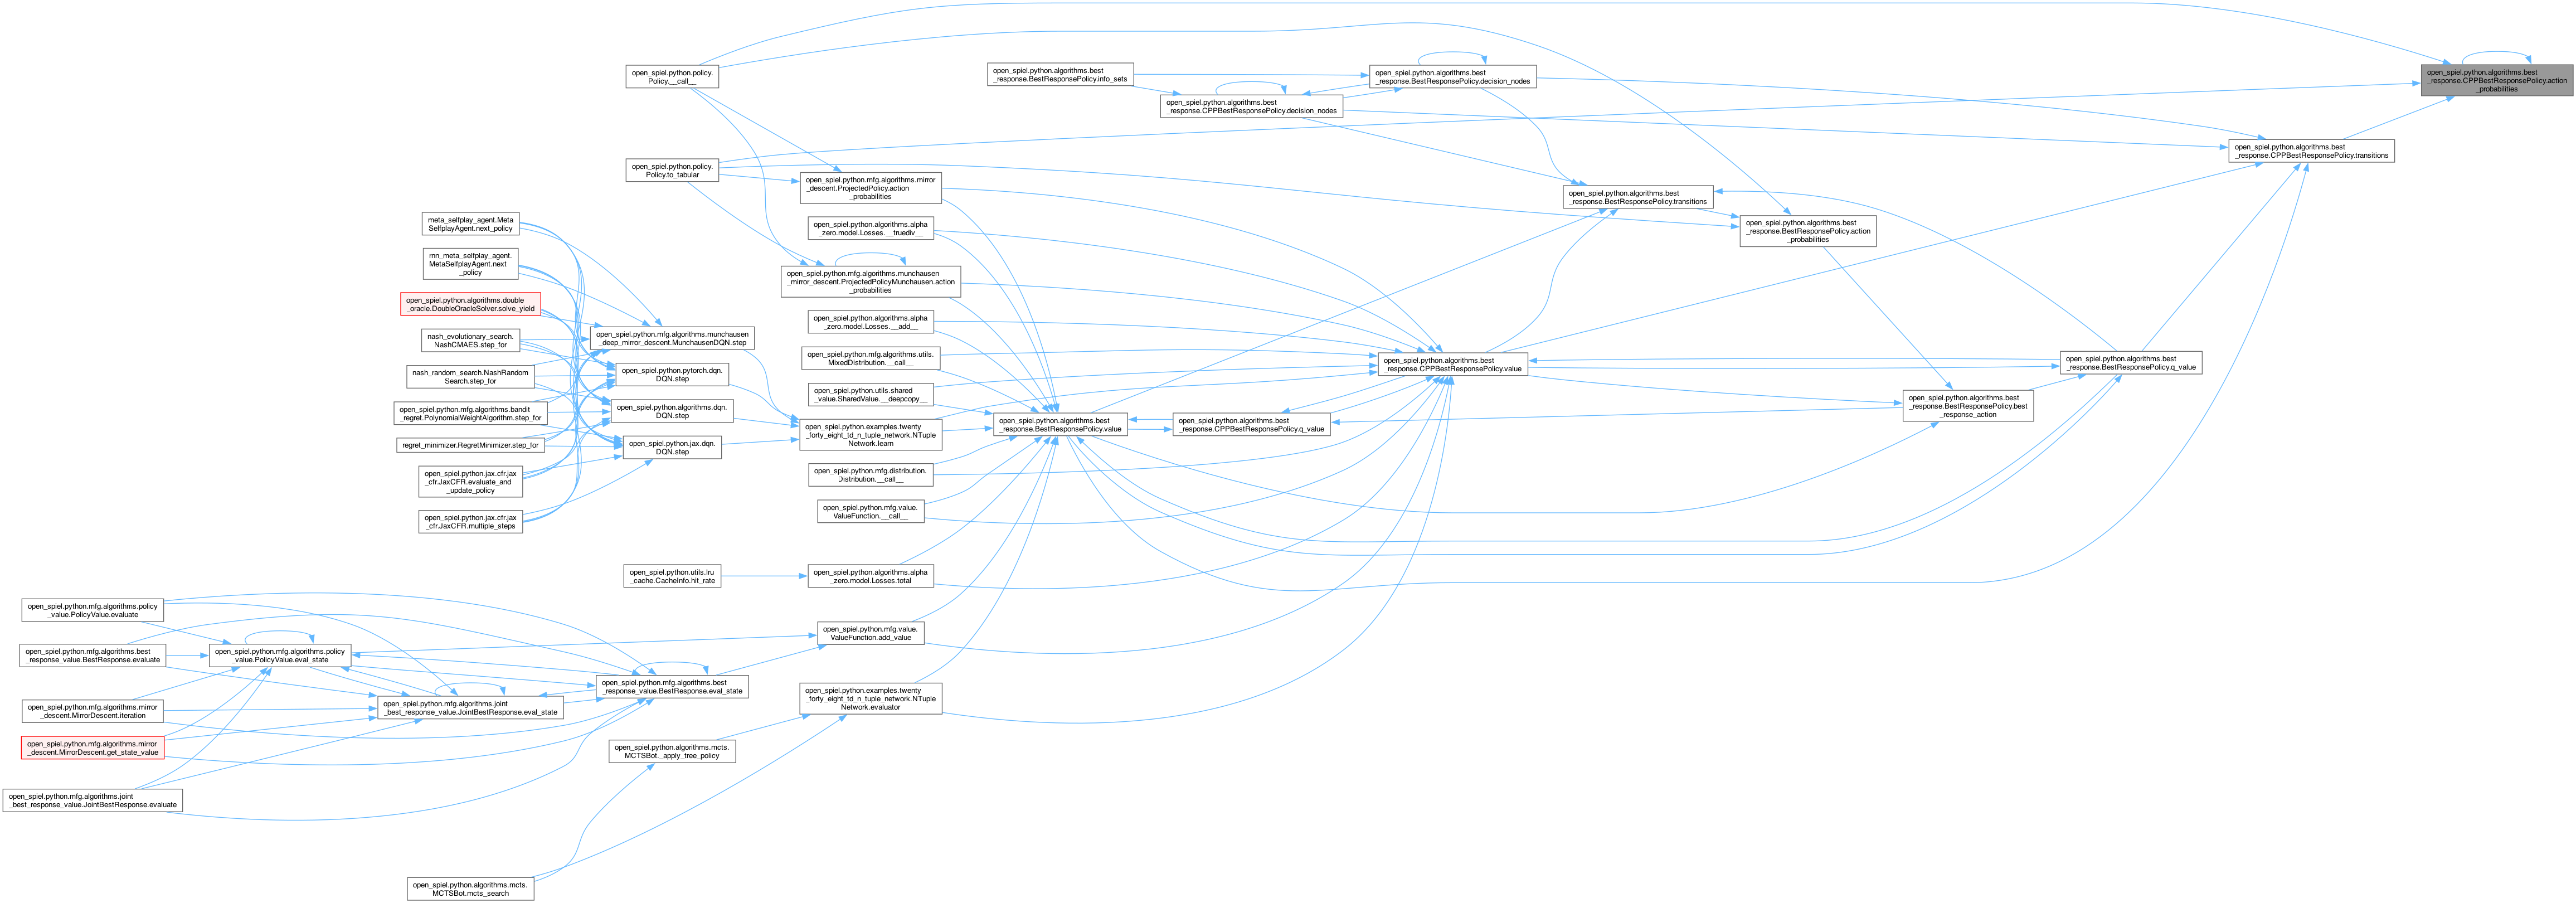 open_spiel.python.algorithms.best
_response.CPPBestResponsePolicy.action
_probabilities
open_spiel.python.policy.
Policy.__call__
open_spiel.python.algorithms.best
_response.BestResponsePolicy.info_sets
open_spiel.python.algorithms.best
_response.BestResponsePolicy.decision_nodes
open_spiel.python.algorithms.best
_response.CPPBestResponsePolicy.decision_nodes
open_spiel.python.algorithms.best
_response.CPPBestResponsePolicy.transitions
open_spiel.python.policy.
Policy.to_tabular
open_spiel.python.mfg.algorithms.mirror
_descent.ProjectedPolicy.action
_probabilities
open_spiel.python.algorithms.best
_response.BestResponsePolicy.transitions
open_spiel.python.algorithms.best
_response.BestResponsePolicy.action
_probabilities
meta_selfplay_agent.Meta
SelfplayAgent.next_policy
open_spiel.python.algorithms.alpha
_zero.model.Losses.__truediv__
rnn_meta_selfplay_agent.
MetaSelfplayAgent.next
_policy
open_spiel.python.mfg.algorithms.munchausen
_mirror_descent.ProjectedPolicyMunchausen.action
_probabilities
open_spiel.python.algorithms.double
_oracle.DoubleOracleSolver.solve_yield
open_spiel.python.algorithms.alpha
_zero.model.Losses.__add__
nash_evolutionary_search.
NashCMAES.step_for
open_spiel.python.mfg.algorithms.munchausen
_deep_mirror_descent.MunchausenDQN.step
open_spiel.python.mfg.algorithms.utils.
MixedDistribution.__call__
open_spiel.python.algorithms.best
_response.CPPBestResponsePolicy.value
open_spiel.python.algorithms.best
_response.BestResponsePolicy.q_value
nash_random_search.NashRandom
Search.step_for
open_spiel.python.pytorch.dqn.
DQN.step
open_spiel.python.utils.shared
_value.SharedValue.__deepcopy__
open_spiel.python.algorithms.best
_response.BestResponsePolicy.best
_response_action
open_spiel.python.mfg.algorithms.bandit
_regret.PolynomialWeightAlgorithm.step_for
open_spiel.python.algorithms.dqn.
DQN.step
open_spiel.python.examples.twenty
_forty_eight_td_n_tuple_network.NTuple
Network.learn
open_spiel.python.algorithms.best
_response.BestResponsePolicy.value
open_spiel.python.algorithms.best
_response.CPPBestResponsePolicy.q_value
regret_minimizer.RegretMinimizer.step_for
open_spiel.python.jax.dqn.
DQN.step
open_spiel.python.jax.cfr.jax
_cfr.JaxCFR.evaluate_and
_update_policy
open_spiel.python.mfg.distribution.
Distribution.__call__
open_spiel.python.jax.cfr.jax
_cfr.JaxCFR.multiple_steps
open_spiel.python.mfg.value.
ValueFunction.__call__
open_spiel.python.utils.lru
_cache.CacheInfo.hit_rate
open_spiel.python.algorithms.alpha
_zero.model.Losses.total
open_spiel.python.mfg.algorithms.policy
_value.PolicyValue.evaluate
open_spiel.python.mfg.value.
ValueFunction.add_value
open_spiel.python.mfg.algorithms.best
_response_value.BestResponse.evaluate
open_spiel.python.mfg.algorithms.policy
_value.PolicyValue.eval_state
open_spiel.python.mfg.algorithms.best
_response_value.BestResponse.eval_state
open_spiel.python.mfg.algorithms.mirror
_descent.MirrorDescent.iteration
open_spiel.python.mfg.algorithms.joint
_best_response_value.JointBestResponse.eval_state
open_spiel.python.examples.twenty
_forty_eight_td_n_tuple_network.NTuple
Network.evaluator
open_spiel.python.mfg.algorithms.mirror
_descent.MirrorDescent.get_state_value
open_spiel.python.algorithms.mcts.
MCTSBot._apply_tree_policy
open_spiel.python.mfg.algorithms.joint
_best_response_value.JointBestResponse.evaluate
open_spiel.python.algorithms.mcts.
MCTSBot.mcts_search